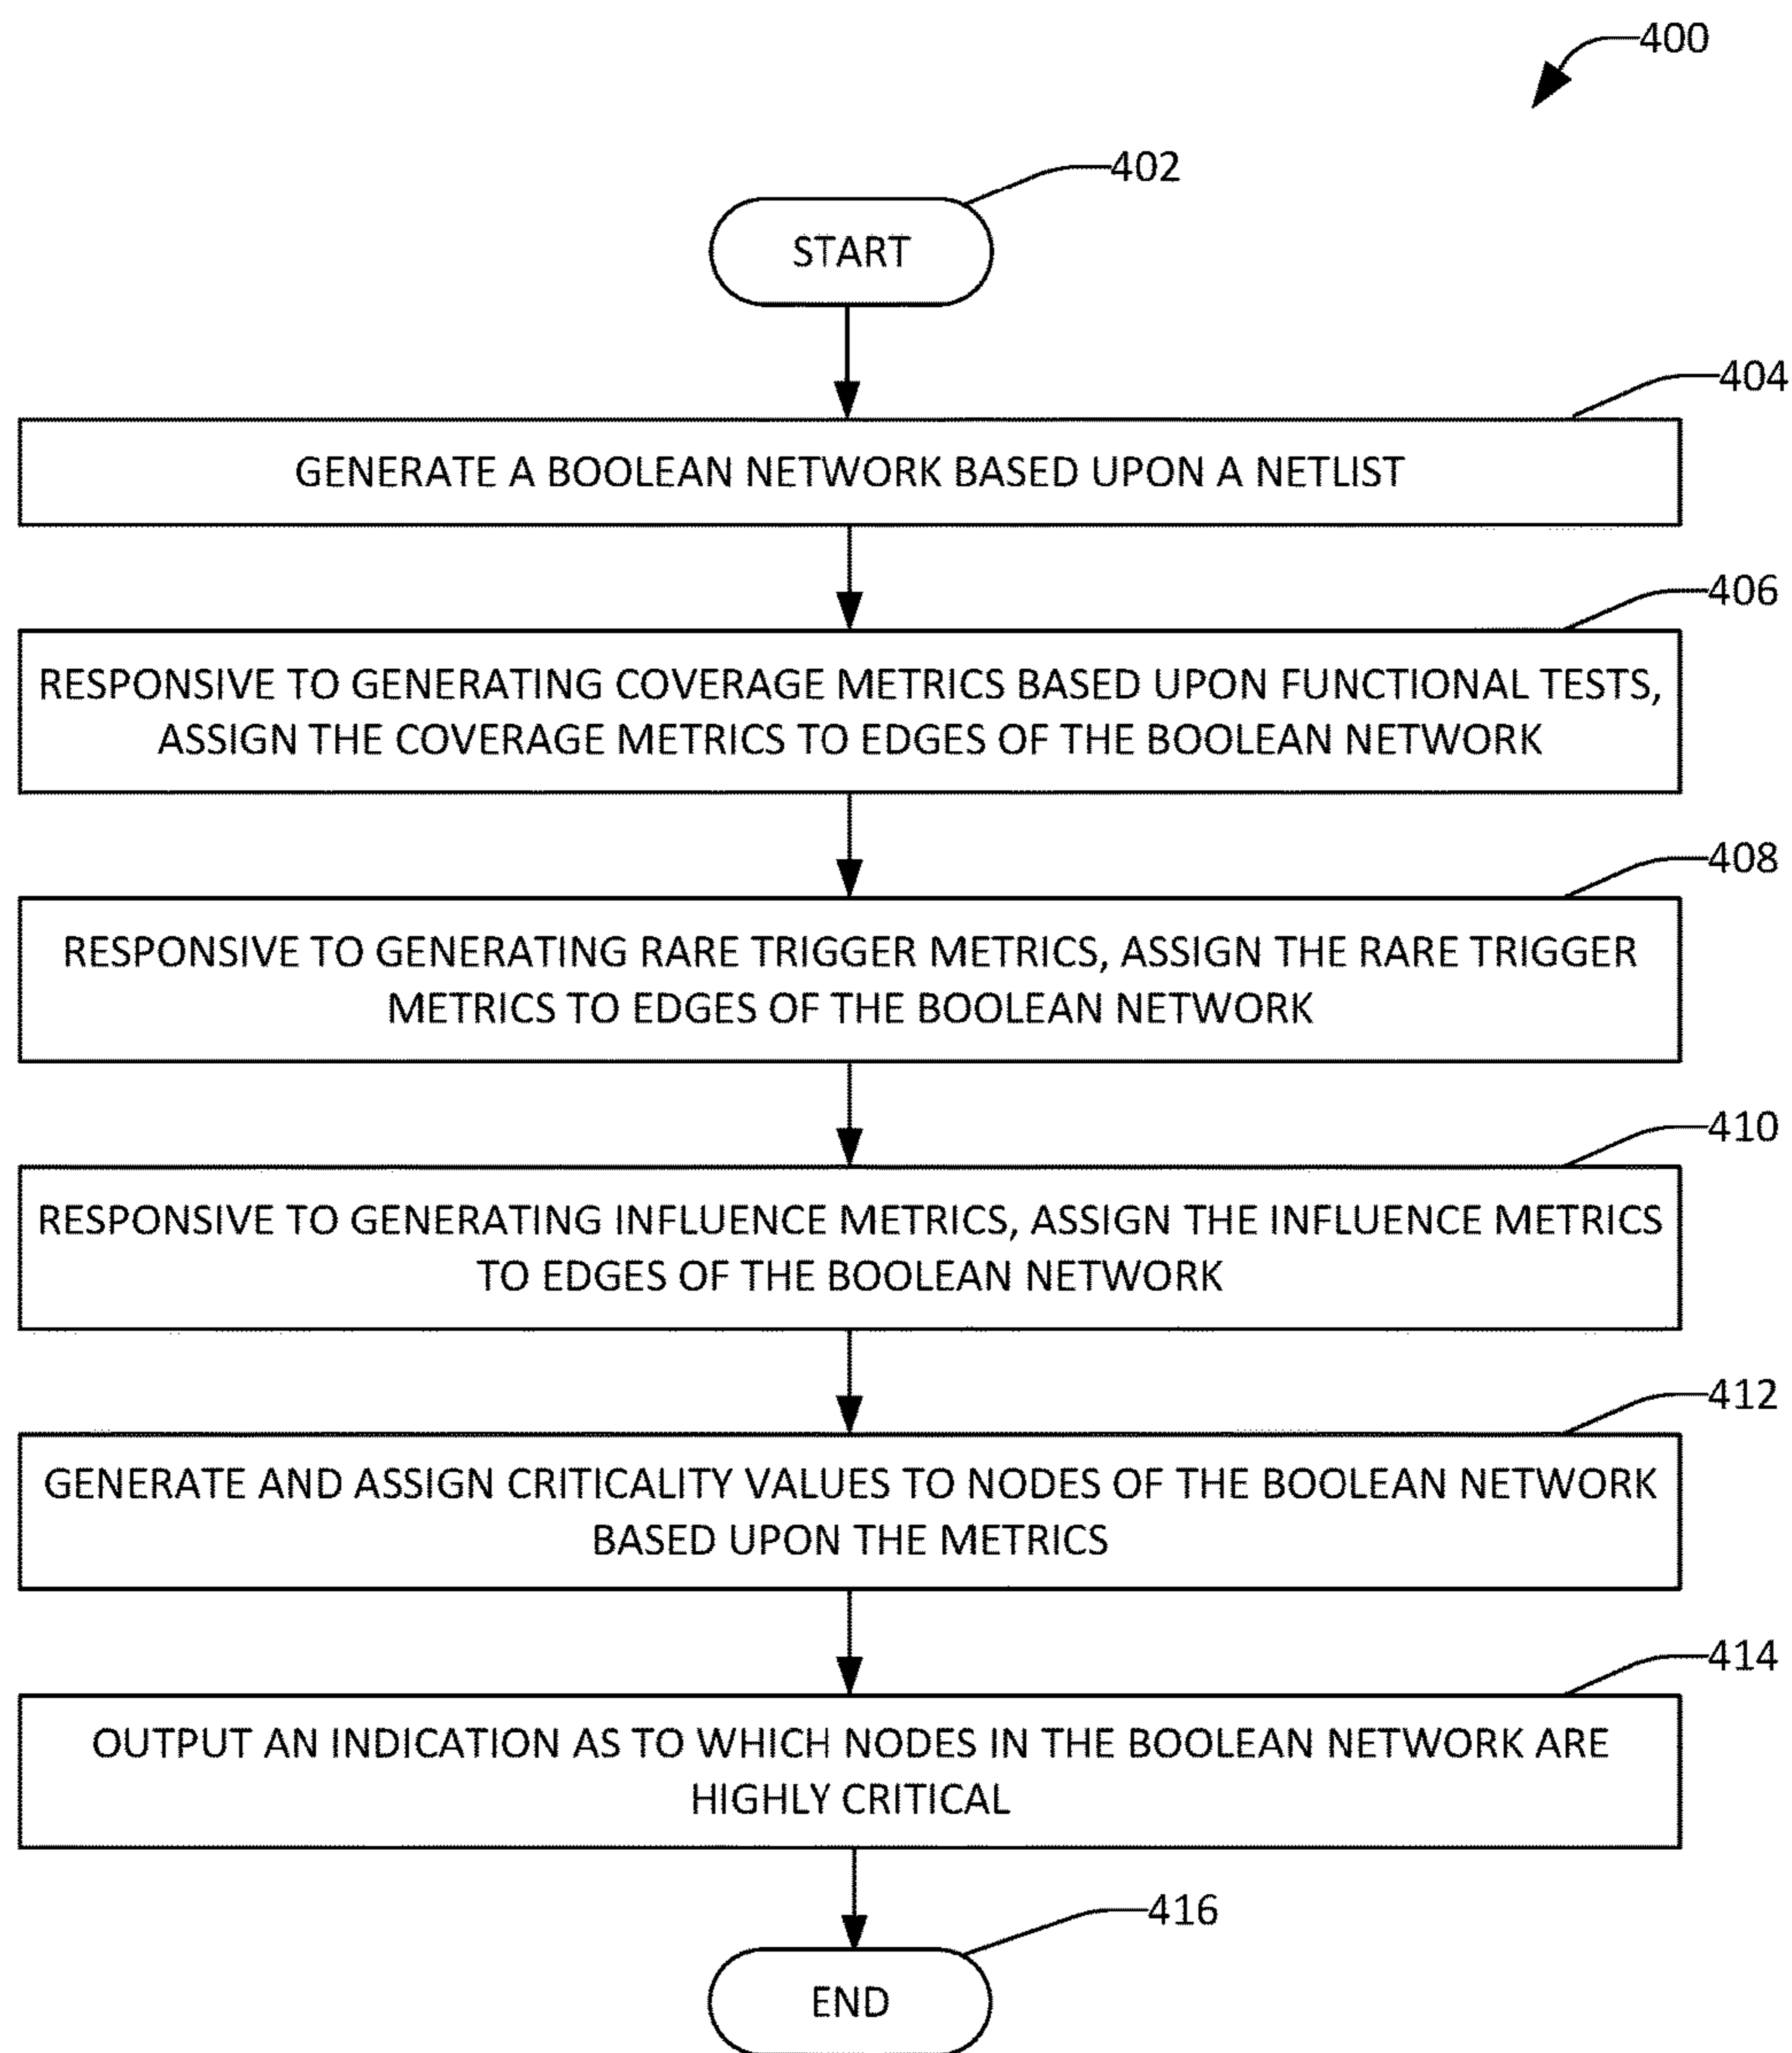 400
402
START
404
GENERATE A BOOLEAN NETWORK BASED UPON A NETLIST
406
RESPONSIVE TO GENERATING COVERAGE METRICS BASED UPON FUNCTIONAL TESTS,
ASSIGN THE COVERAGE METRICS TO EDGES OF THE BOOLEAN NETWORK
408
RESPONSIVE TO GENERATING RARE TRIGGER METRICS, ASSIGN THE RARE TRIGGER
METRICS TO EDGES OF THE BOOLEAN NETWORK
410
RESPONSIVE TO GENERATING INFLUENCE METRICS, ASSIGN THE INFLUENCE METRICS
TO EDGES OF THE BOOLEAN NETWORK
412
GENERATE AND ASSIGN CRITICALITY VALUES TO NODES OF THE BOOLEAN NETWORK
BASED UPON THE METRICS
414
OUTPUT AN INDICATION AS TO WHICH NODES IN THE BOOLEAN NETWORK ARE
HIGHLY CRITICAL
416
END